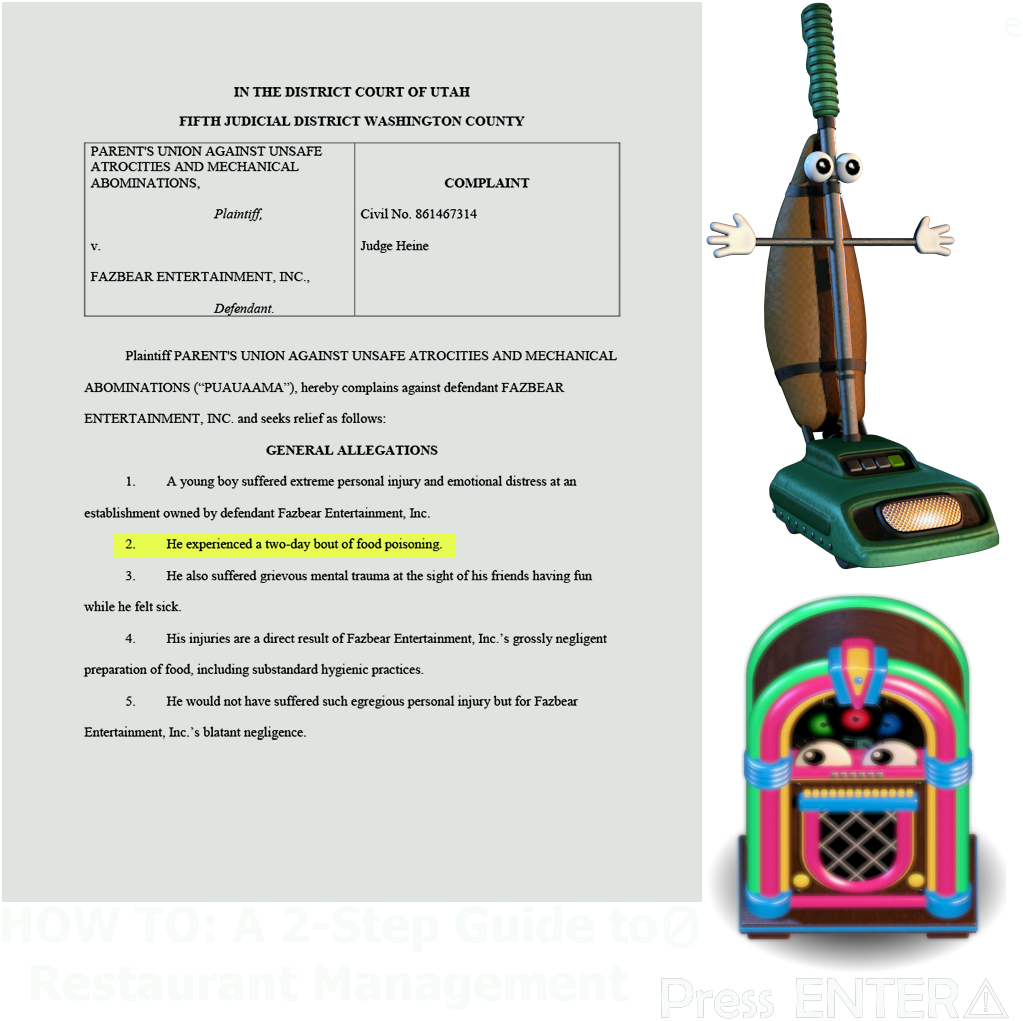 IN THE DISTRICT COURT OF UTAH
FIFTH JUDICIAL DISTRICT WASHINGTON COUNTY
PARENT'S UNION AGAINST UNSAFE
ATROCITIES AND MECHANICAL
ABOMINATIONS,
Plaintiff,
v.
FAZBEAR ENTERTAINMENT, INC.,
Defendant.
COMPLAINT
Civil No. 861467314
Judge Heine
Plaintiff PARENT'S UNION AGAINST UNSAFE ATROCITIES AND MECHANICAL
ABOMINATIONS (“PUAUAAMA”), hereby complains against defendant FAZBEAR
ENTERTAINMENT, INC. and seeks relief as follows:
GENERAL ALLEGATIONS
1. A young boy suffered extreme personal injury and emotional distress at an
establishment owned by defendant Fazbear Entertainment, Inc.
2. He experienced a two-day bout of food poisoning.
3. He also suffered grievous mental trauma at the sight of his friends having fun
while he felt sick.
4. His injuries are a direct result of Fazbear Entertainment, Inc.’s grossly negligent
preparation of food, including substandard hygienic practices.
5. He would not have suffered such egregious personal injury but for Fazbear
Entertainment, Inc.’s blatant negligence.
e
HOW TO: A 2-Step Guide to0
Restaurant Management
Press ENTER